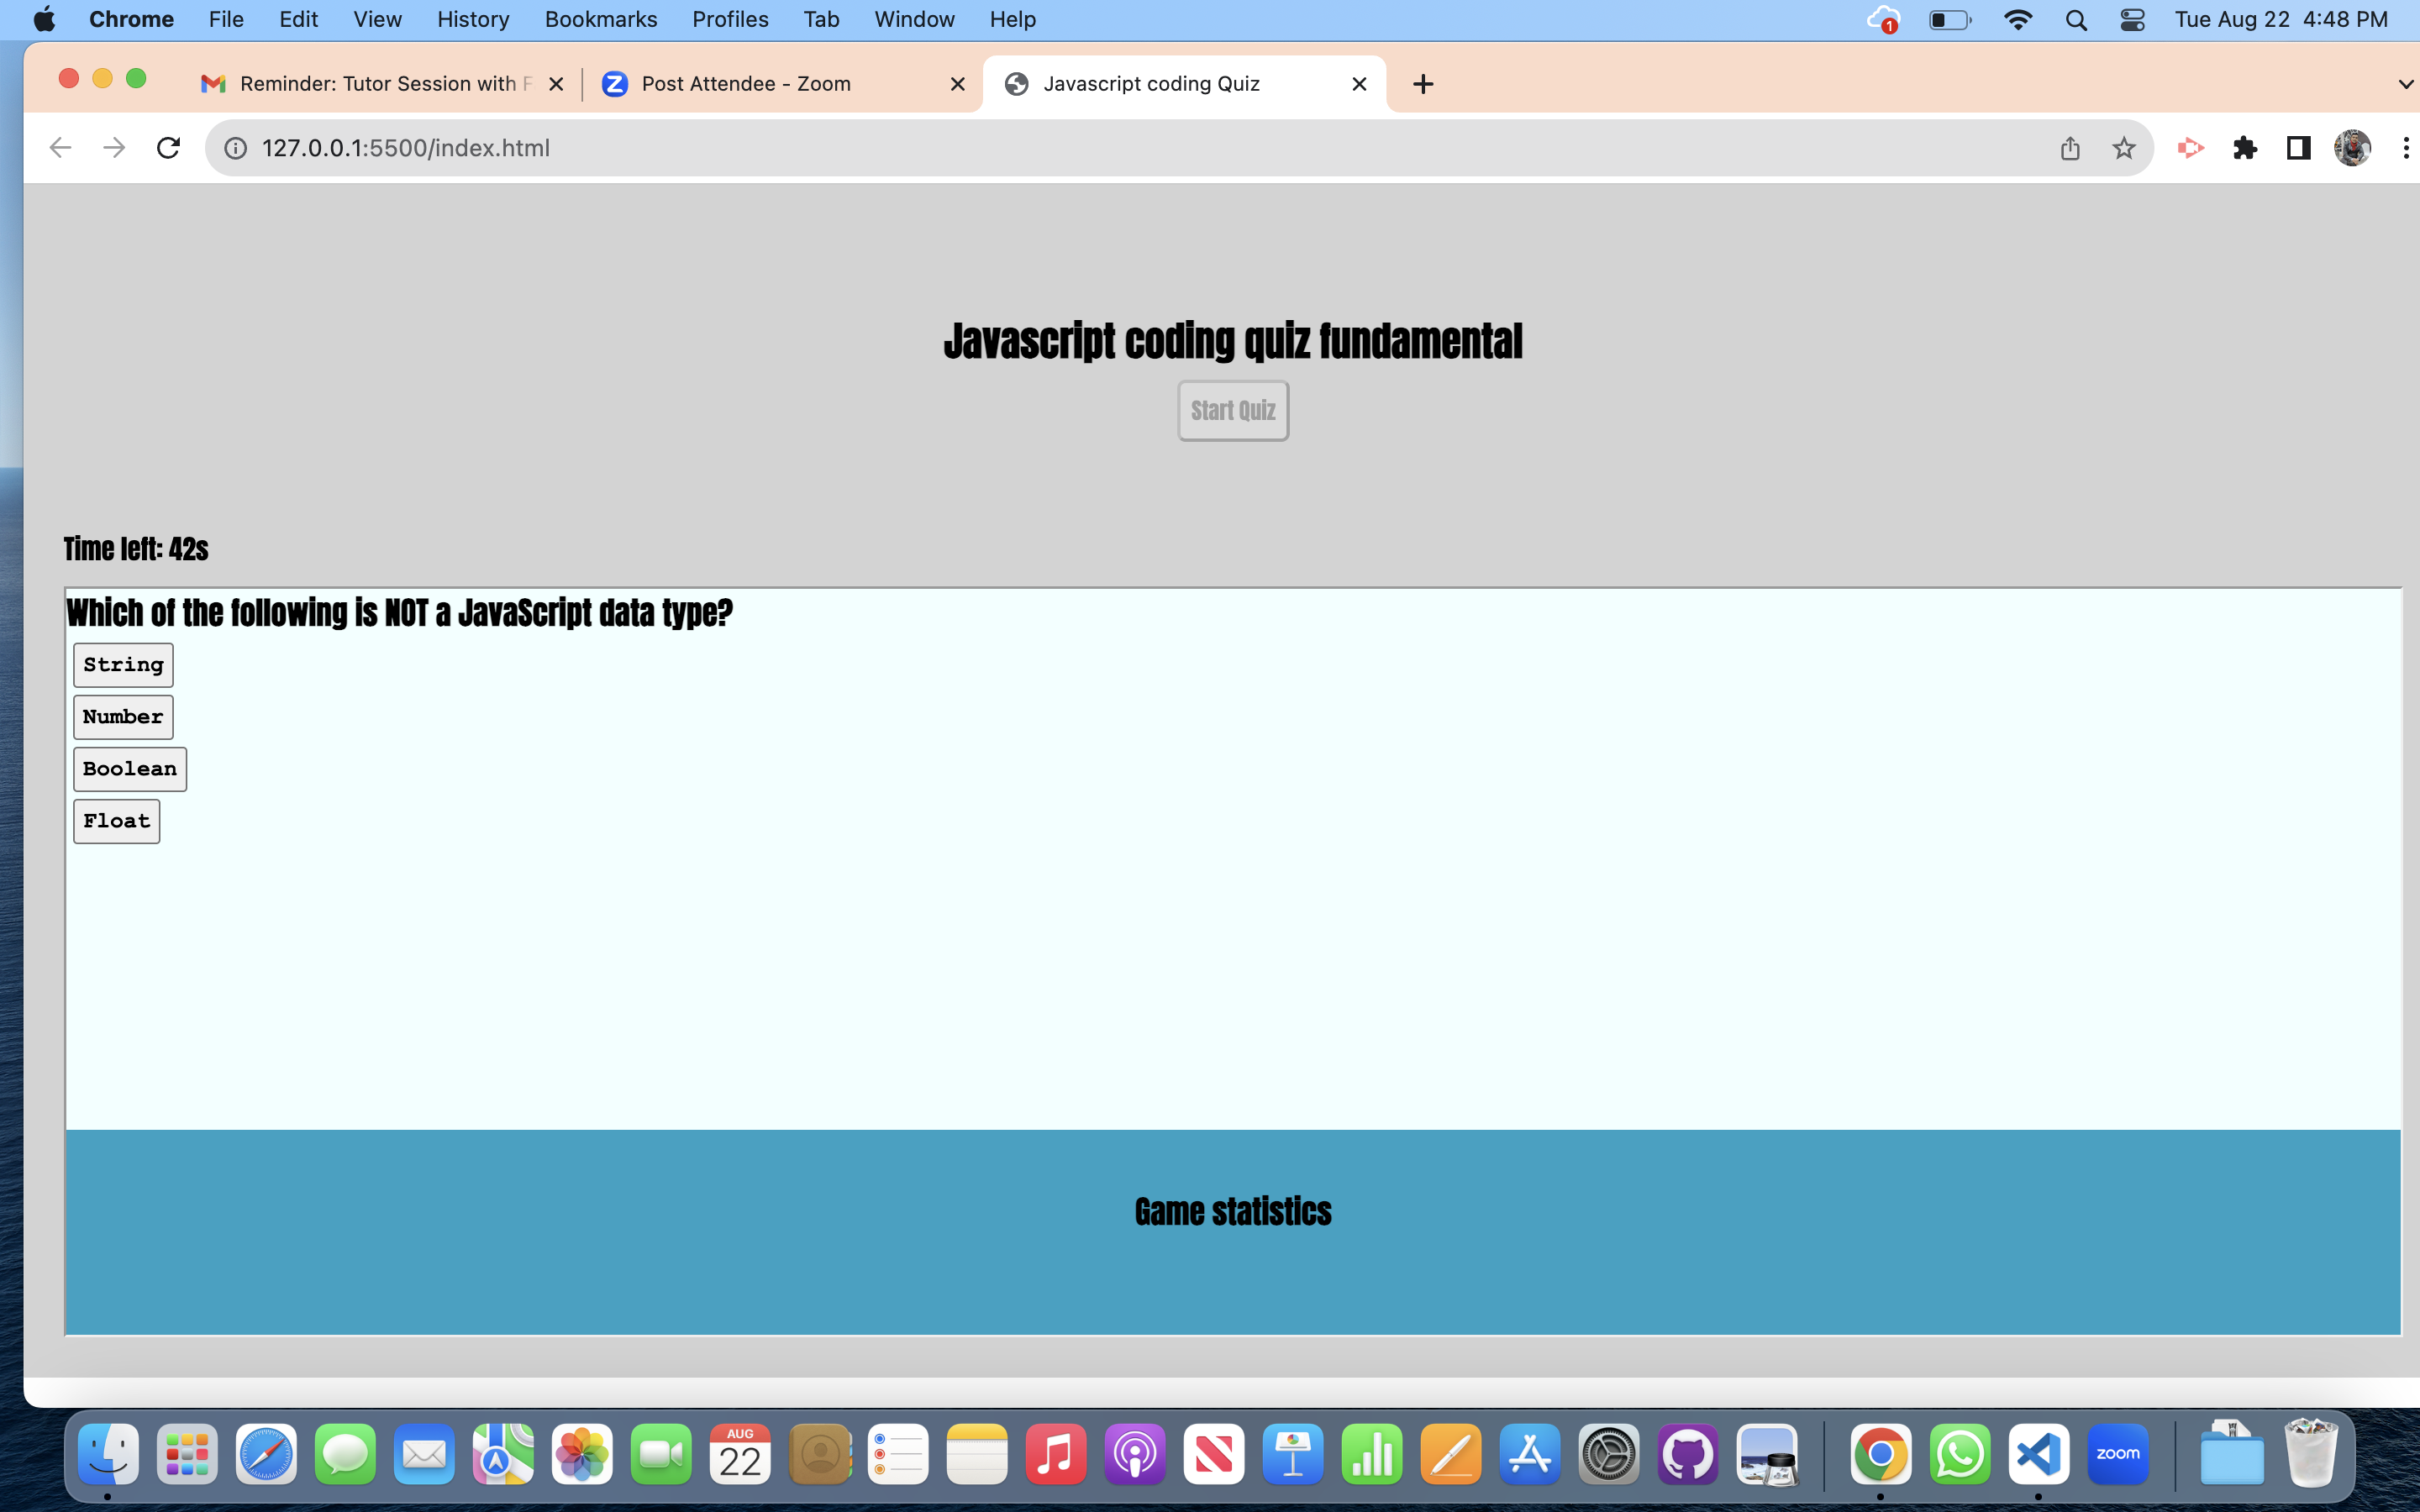 Chrome File Edit View History Bookmarks Profiles Tab Window Help 1 Tue Aug 22 4:48 PM
Reminder: Tutor Session with Post Attendee - Zoom Javascript coding Quiz
127.0.0.1:5500/index.html
Javascript coding quiz fundamental
Start Quiz
Time left: 42s
Which of the following is NOT a JavaScript data type?
String
Number
Boolean
Float
Game statistics
AUG
22
zoom